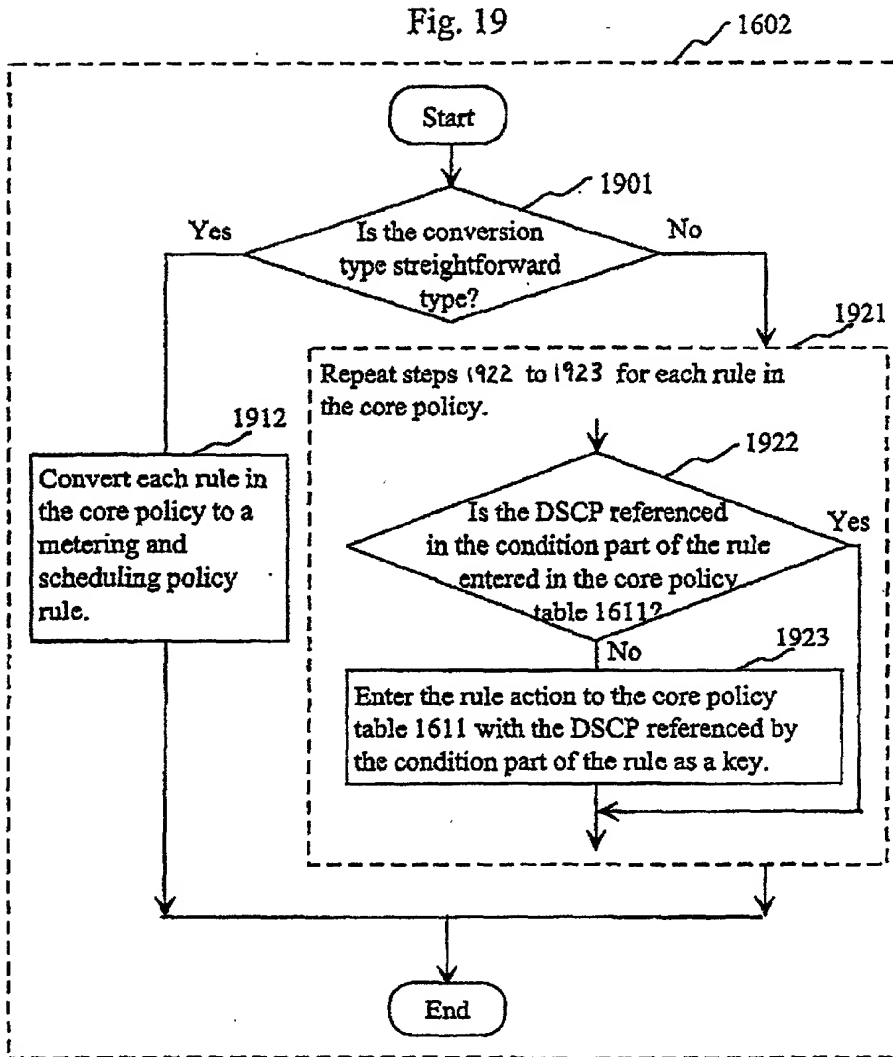 Fig. 19
1602
Start
1901
Yes
No
Is the conversion
type streightforward
type?
1921
Repeat steps 1922 to 1923 for each rule in
the core policy.
1912
Convert each rule in
the core policy to a
metering and
scheduling policy
rule.
1922
Is the DSCP referenced
in the condition part of the rule
entered in the core policy
table 1611?
Yes
No
1923
Enter the rule action to the core policy
table 1611 with the DSCP referenced by
the condition part of the rule as a key.
End